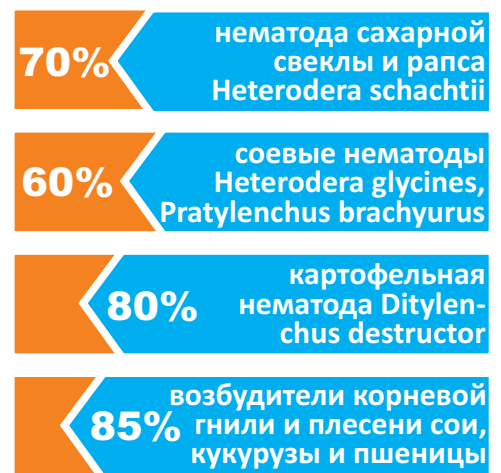 70%
нематода сахарной
свеклы и рапса
Heterodera schachtii
60%
соевые нематоды
Heterodera glycines,
Pratylenchus brachyurus
80%
картофельная
нематода Ditylen-
chus destructor
85%
возбудители корневой
гнили и плесени сои,
кукурузы и пшеницы